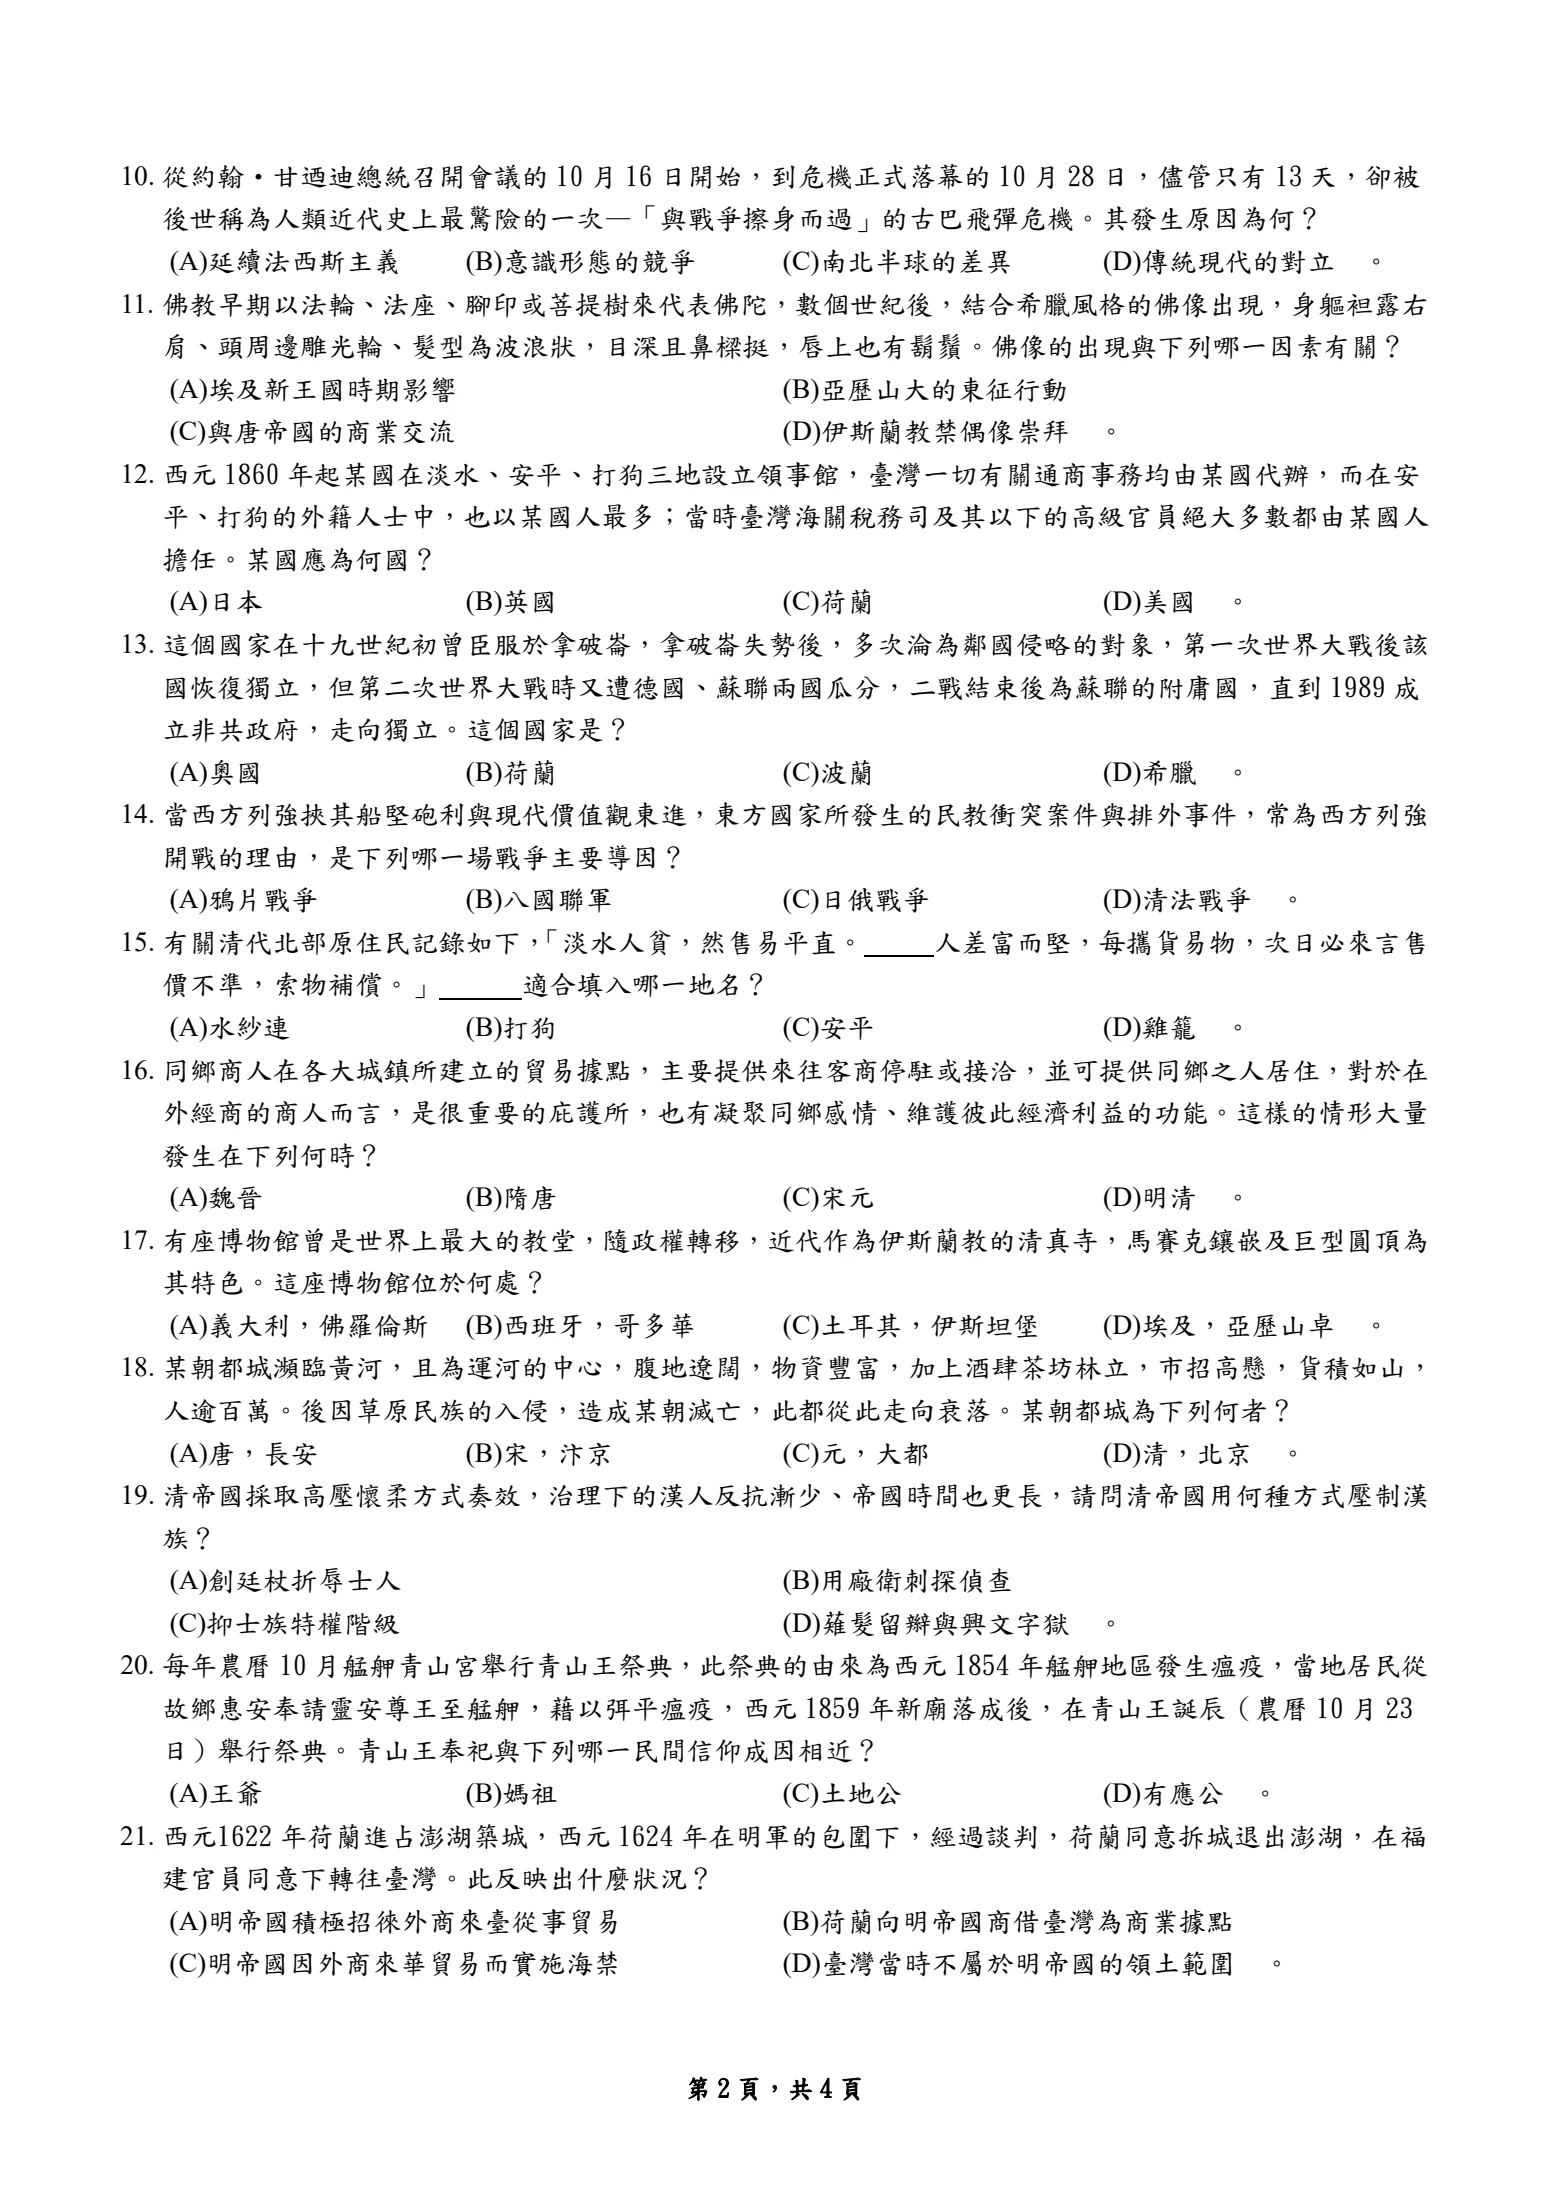 10. 從約翰‧甘迺迪總統召開會議的 10 月 16 日開始，到危機正式落幕的 10 月 28 日，儘管只有 13 天，卻被
後世稱為人類近代史上最驚險的一次—「與戰爭擦身而過」的古巴飛彈危機。其發生原因為何？
(A)延續法西斯主義 (B)意識形態的競爭 (C)南北半球的差異 (D)傳統現代的對立 。
11. 佛教早期以法輪、法座、腳印或菩提樹來代表佛陀，數個世紀後，結合希臘風格的佛像出現，身軀袒露右
肩、頭周邊雕光輪、髮型為波浪狀，目深且鼻樑挺，唇上也有鬍鬚。佛像的出現與下列哪一因素有關？
(A)埃及新王國時期影響 (B)亞歷山大的東征行動
(C)與唐帝國的商業交流 (D)伊斯蘭教禁偶像崇拜 。
12. 西元 1860 年起某國在淡水、安平、打狗三地設立領事館，臺灣一切有關通商事務均由某國代辦，而在安
平、打狗的外籍人士中，也以某國人最多；當時臺灣海關稅務司及其以下的高級官員絕大多數都由某國人
擔任。某國應為何國？
(A)日本 (B)英國 (C)荷蘭 (D)美國 。
13. 這個國家在十九世紀初曾臣服於拿破崙，拿破崙失勢後，多次淪為鄰國侵略的對象，第一次世界大戰後該
國恢復獨立，但第二次世界大戰時又遭德國、蘇聯兩國瓜分，二戰結束後為蘇聯的附庸國，直到 1989 成
立非共政府，走向獨立。這個國家是？
(A)奧國 (B)荷蘭 (C)波蘭 (D)希臘 。
14. 當西方列強挾其船堅砲利與現代價值觀東進，東方國家所發生的民教衝突案件與排外事件，常為西方列強
開戰的理由，是下列哪一場戰爭主要導因？
(A)鴉片戰爭 (B)八國聯軍 (C)日俄戰爭 (D)清法戰爭 。
15. 有關清代北部原住民記錄如下，「淡水人貧，然售易平直。_____人差富而堅，每攜貨易物，次日必來言售
價不準，索物補償。」______適合填入哪一地名？
(A)水紗連 (B)打狗 (C)安平 (D)雞籠 。
16. 同鄉商人在各大城鎮所建立的貿易據點，主要提供來往客商停駐或接洽，並可提供同鄉之人居住，對於在
外經商的商人而言，是很重要的庇護所，也有凝聚同鄉感情、維護彼此經濟利益的功能。這樣的情形大量
發生在下列何時？
(A)魏晉 (B)隋唐 (C)宋元 (D)明清 。
17. 有座博物館曾是世界上最大的教堂，隨政權轉移，近代作為伊斯蘭教的清真寺，馬賽克鑲嵌及巨型圓頂為
其特色。這座博物館位於何處？
(A)義大利，佛羅倫斯 (B)西班牙，哥多華 (C)土耳其，伊斯坦堡 (D)埃及，亞歷山卓 。
18. 某朝都城瀕臨黃河，且為運河的中心，腹地遼闊，物資豐富，加上酒肆茶坊林立，市招高懸，貨積如山，
人逾百萬。後因草原民族的入侵，造成某朝滅亡，此都從此走向衰落。某朝都城為下列何者？
(A)唐，長安 (B)宋，汴京 (C)元，大都 (D)清，北京 。
19. 清帝國採取高壓懷柔方式奏效，治理下的漢人反抗漸少、帝國時間也更長，請問清帝國用何種方式壓制漢
族？
(A)創廷杖折辱士人 (B)用廠衛刺探偵查
(C)抑士族特權階級 (D)薙髮留辮與興文字獄 。
20. 每年農曆 10 月艋舺青山宮舉行青山王祭典，此祭典的由來為西元 1854 年艋舺地區發生瘟疫，當地居民從
故鄉惠安奉請靈安尊王至艋舺，藉以弭平瘟疫，西元 1859 年新廟落成後，在青山王誕辰（農曆 10 月 23
日）舉行祭典。青山王奉祀與下列哪一民間信仰成因相近？
(A)王爺 (B)媽祖 (C)土地公 (D)有應公 。
21. 西元1622 年荷蘭進占澎湖築城，西元 1624 年在明軍的包圍下，經過談判，荷蘭同意拆城退出澎湖，在福
建官員同意下轉往臺灣。此反映出什麼狀況？
(A)明帝國積極招徠外商來臺從事貿易 (B)荷蘭向明帝國商借臺灣為商業據點
(C)明帝國因外商來華貿易而實施海禁 (D)臺灣當時不屬於明帝國的領土範圍 。
第 2 頁，共 4 頁